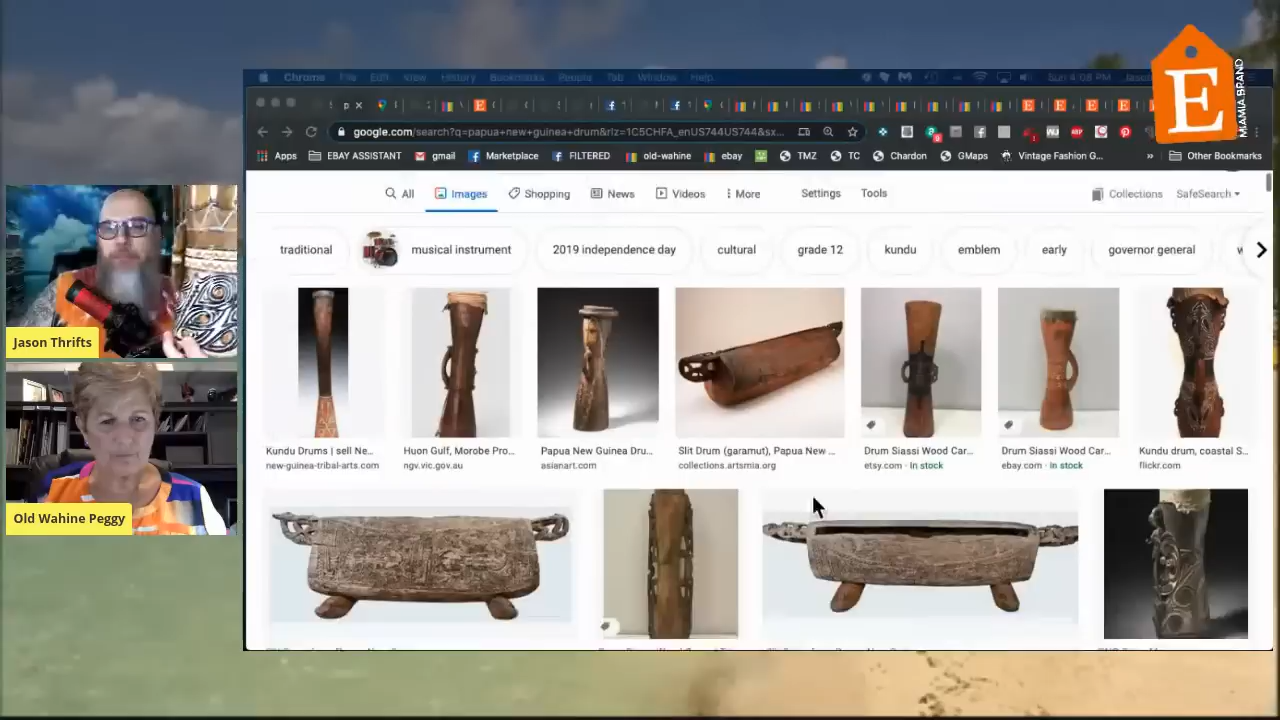 E
MIAMIA BRAND
Chrome File Edit View History Bookmarks People Tab Window Help
Sun 4:08 PM
google.com/search?q=papua+new+guinea+drum&rlz=1C5CHFA_enUS744US744&sx...
Apps EBAY ASSISTANT gmail Marketplace FILTERED old-wahine ebay TMZ TC Chardon GMaps Vintage Fashion G... » Other Bookmarks
All Images Shopping News Videos More Settings Tools Collections SafeSearch
traditional musical instrument 2019 independence day cultural grade 12 kundu emblem early governor general
Jason Thrifts
Old Wahine Peggy
Kundu Drums | sell Ne...
new-guinea-tribal-arts.com
Huon Gulf, Morobe Pro...
ngv.vic.gov.au
Papua New Guinea Dru...
asianart.com
Slit Drum (garamut), Papua New ...
collections.artsmia.org
Drum Siassi Wood Car...
etsy.com · In stock
Drum Siassi Wood Car...
ebay.com · In stock
Kundu drum, coastal S...
flickr.com